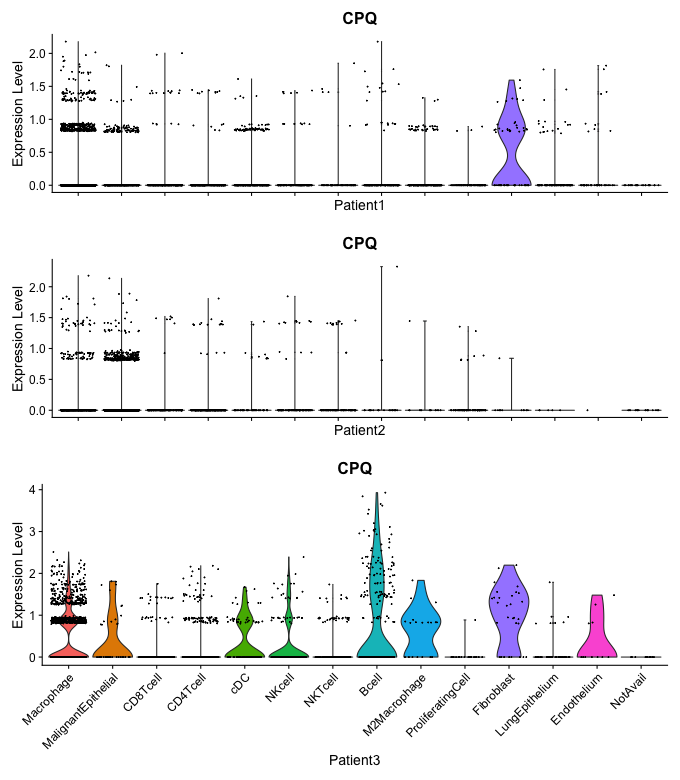 CPQ
Expression Level
2.0
1.5
1.0
0.5
0.0
Patient1
CPQ
Expression Level
2.0
1.5
1.0
0.5
0.0
Patient2
CPQ
Expression Level
4
3
2
1
0
Macrophage
MalignantEpithelial
CD8Tcell
CD4Tcell
cDC
NKcell
NKTcell
Bcell
M2Macrophage
ProliferatingCell
Fibroblast
LungEpithelium
Endothelium
NotAvail
Patient3